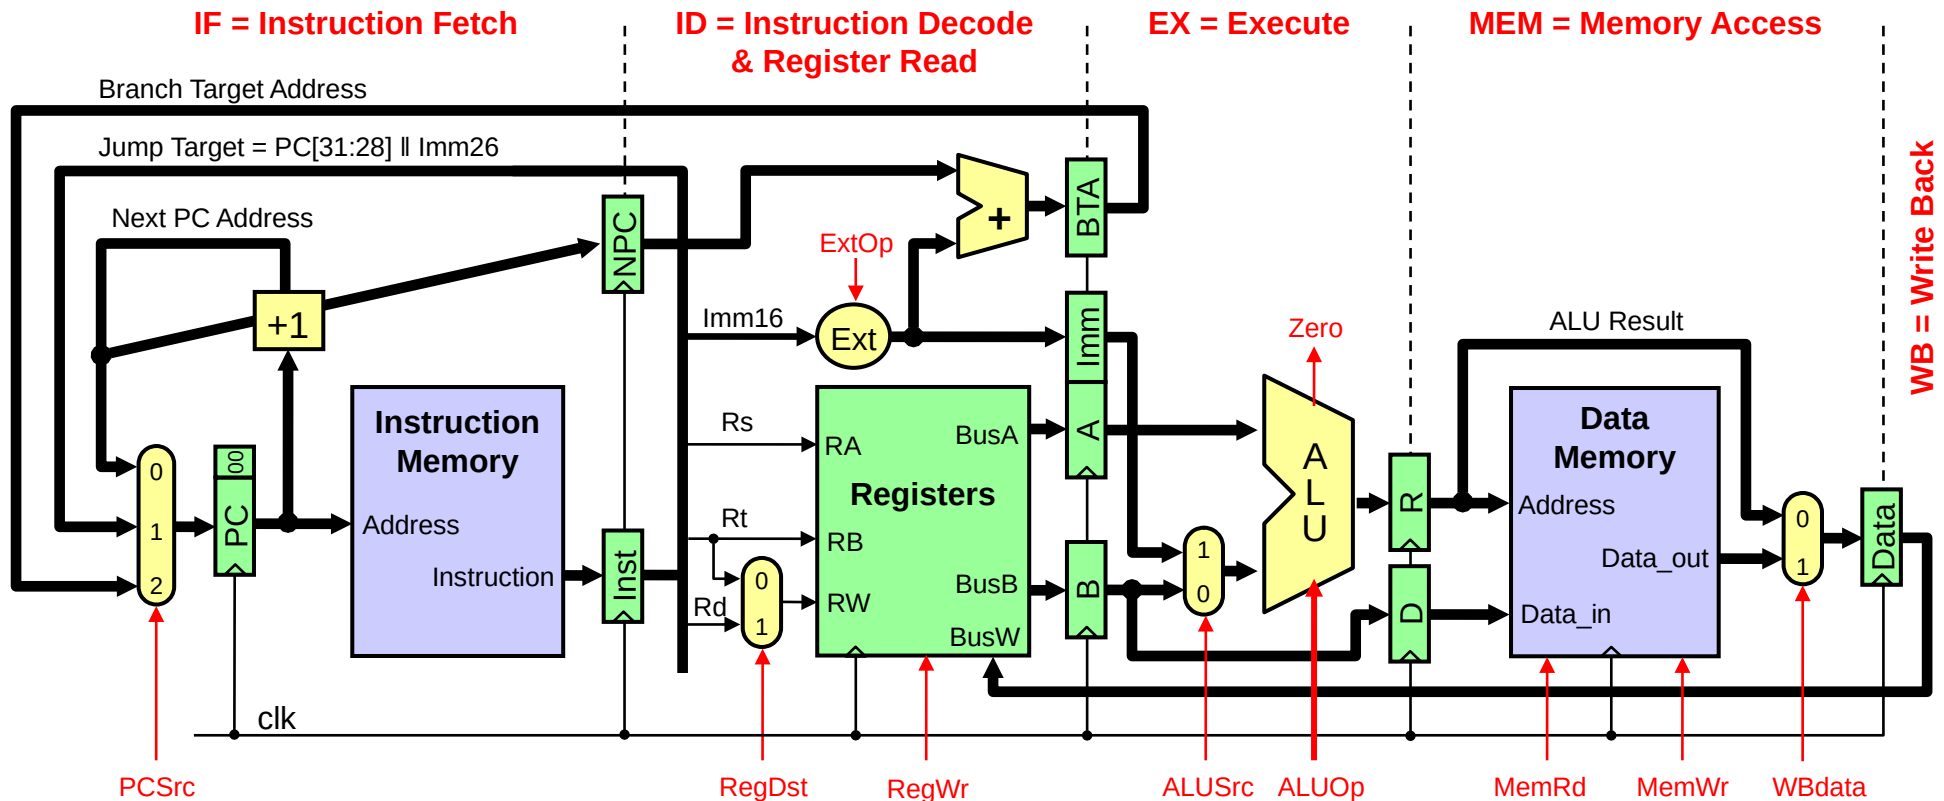 IF = Instruction Fetch
ID = Instruction Decode
& Register Read
EX = Execute
MEM = Memory Access
WB = Write Back
Branch Target Address
Jump Target = PC[31:28] ‖ Imm26
Next PC Address
+1
NPC
+
BTA
ExtOp
Ext
Imm16
Imm
Zero
ALU Result
0
1
2
00
PC
Instruction
Memory
Address
Instruction
Inst
Rs
Rt
Rd
0
1
RA
RB
RW
BusA
Registers
BusB
BusW
A
B
1
0
A
L
U
R
D
Data
Memory
Address
Data_out
Data_in
0
1
Data
clk
PCSrc
RegDst
RegWr
ALUSrc
ALUOp
MemRd
MemWr
WBdata